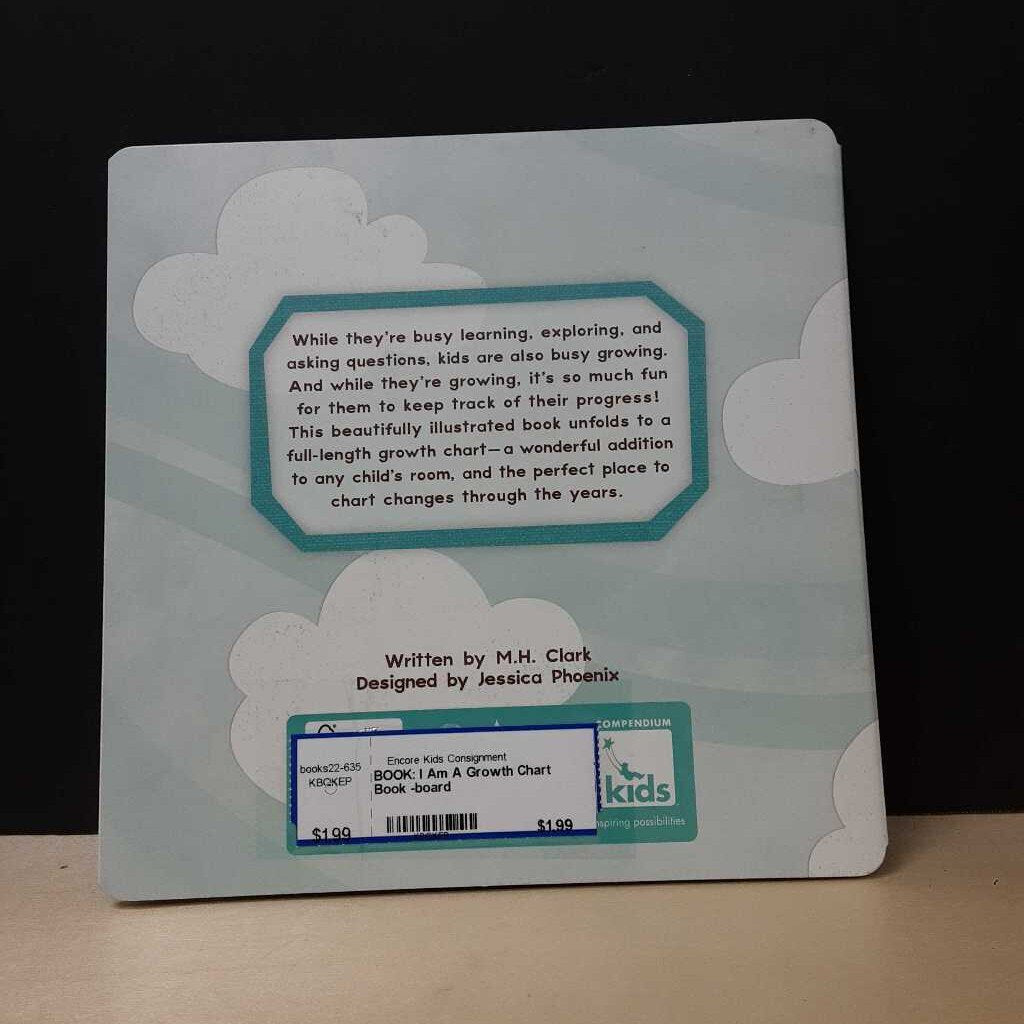 While they're busy learning, exploring, and
asking questions, kids are also busy growing.
And while they're growing, it's so much fun
for them to keep track of their progress!
This beautifully illustrated book unfolds to a
full-length growth chart—a wonderful addition
to any child's room, and the perfect place to
chart changes through the years.
Written by M.H. Clark
Designed by Jessica Phoenix
COMPENDIUM
kids
nspiring possibilities
Encore Kids Consignment
books22-635
KBQKEP
BOOK: I Am A Growth Chart
Book -board
$1.99
$1.99